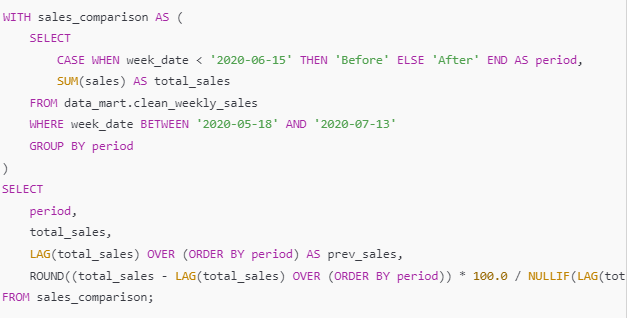 WITH sales_comparison AS (
    SELECT
        CASE WHEN week_date < '2020-06-15' THEN 'Before' ELSE 'After' END AS period,
        SUM(sales) AS total_sales
    FROM data_mart.clean_weekly_sales
    WHERE week_date BETWEEN '2020-05-18' AND '2020-07-13'
    GROUP BY period
)
SELECT
    period,
    total_sales,
    LAG(total_sales) OVER (ORDER BY period) AS prev_sales,
    ROUND((total_sales - LAG(total_sales) OVER (ORDER BY period)) * 100.0 / NULLIF(LAG(tot
FROM sales_comparison;